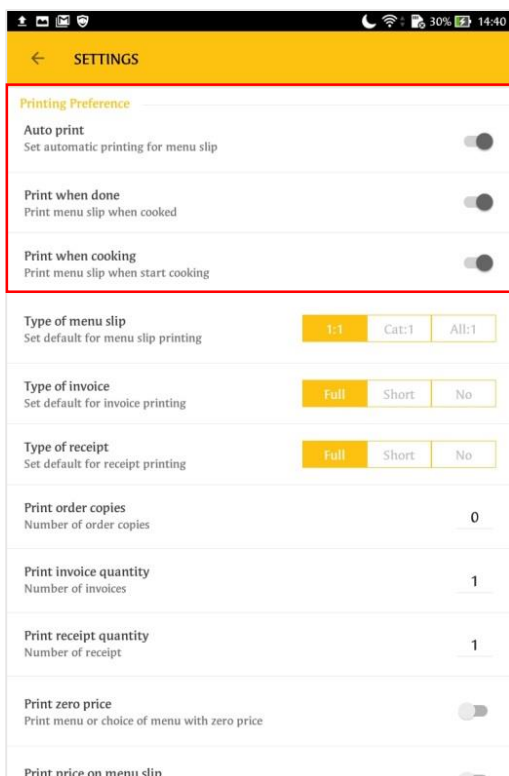 30% 14:40
SETTINGS
Printing Preference
Auto print
Set automatic printing for menu slip
Print when done
Print menu slip when cooked
Print when cooking
Print menu slip when start cooking
Type of menu slip
Set default for menu slip printing
1:1 Cat:1 All:1
Type of invoice
Set default for invoice printing
Full Short No
Type of receipt
Set default for receipt printing
Full Short No
Print order copies
Number of order copies
0
Print invoice quantity
Number of invoices
1
Print receipt quantity
Number of receipt
1
Print zero price
Print menu or choice of menu with zero price
Print price on menu slip